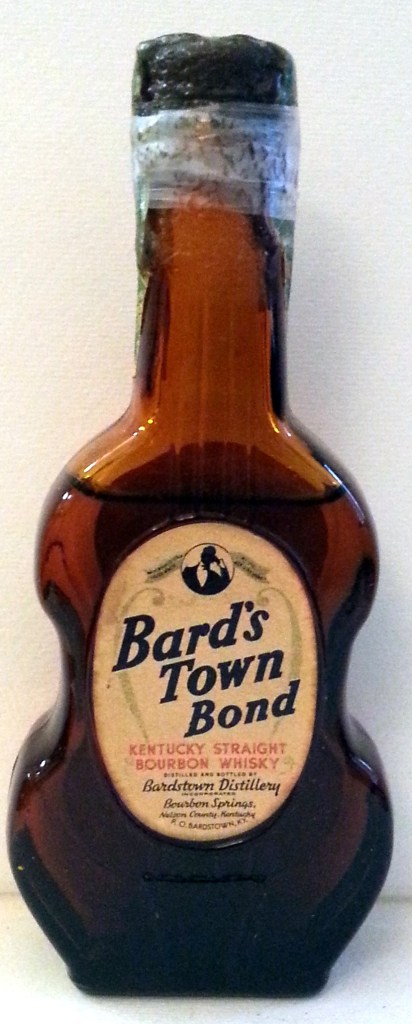 Bard's
Town
Bond
KENTUCKY STRAIGHT
BOURBON WHISKY
DISTILLED AND BOTTLED BY
Bardstown Distillery
INCORPORATED
Bourbon Springs,
Nelson County, Kentucky
P.O. BARDSTOWN, KY.